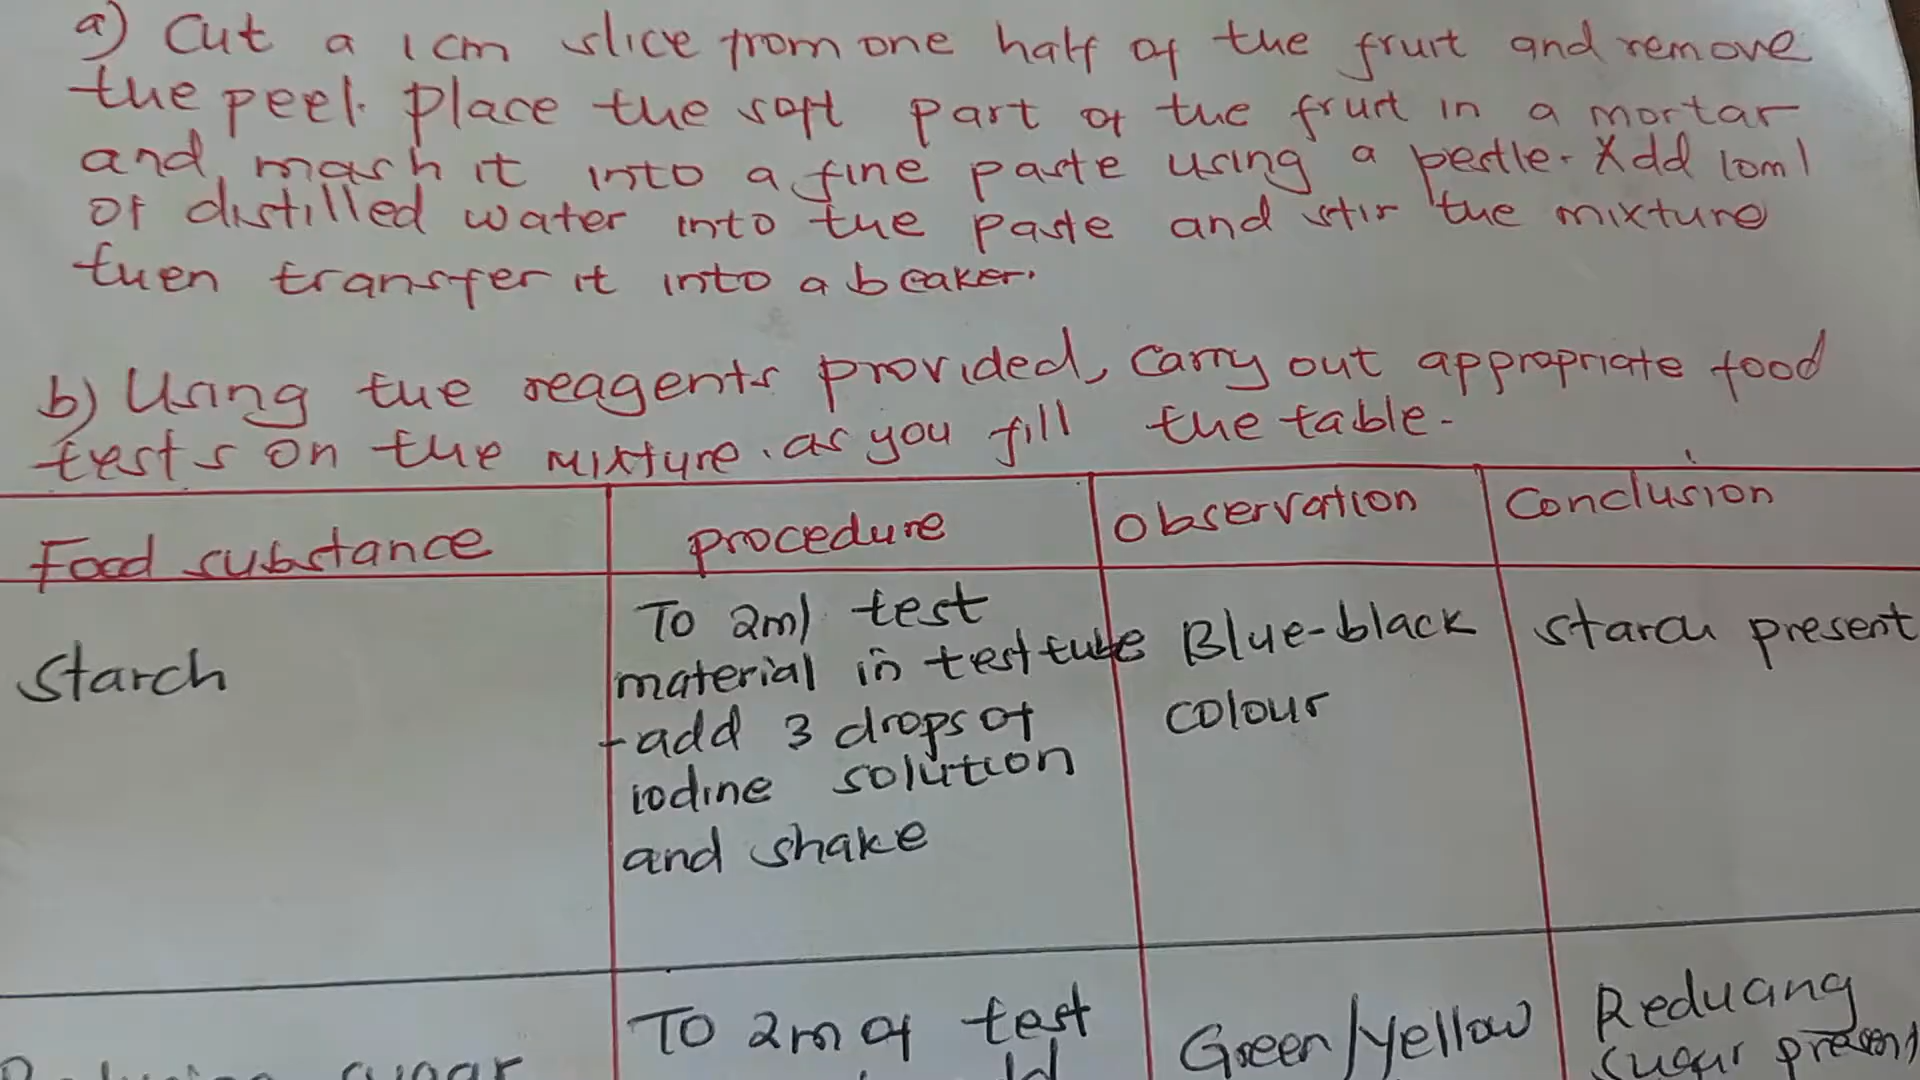 a) Cut a 1cm slice from one half of the fruit and remove
the peel. Place the soft part of the fruit in a mortar
and mash it into a fine paste using a pestle. Add 10ml
of distilled water into the paste and stir the mixture
then transfer it into a beaker.
b) Using the reagents provided, carry out appropriate food
tests on the mixture. as you fill the table.
Food substance procedure observation Conclusion
Starch
To 2ml test
material in test tube
-add 3 drops of
iodine solution
and shake
Blue-black
colour
starch present
sugar
To 2m of test
Green/yellow
Reducing
sugar present